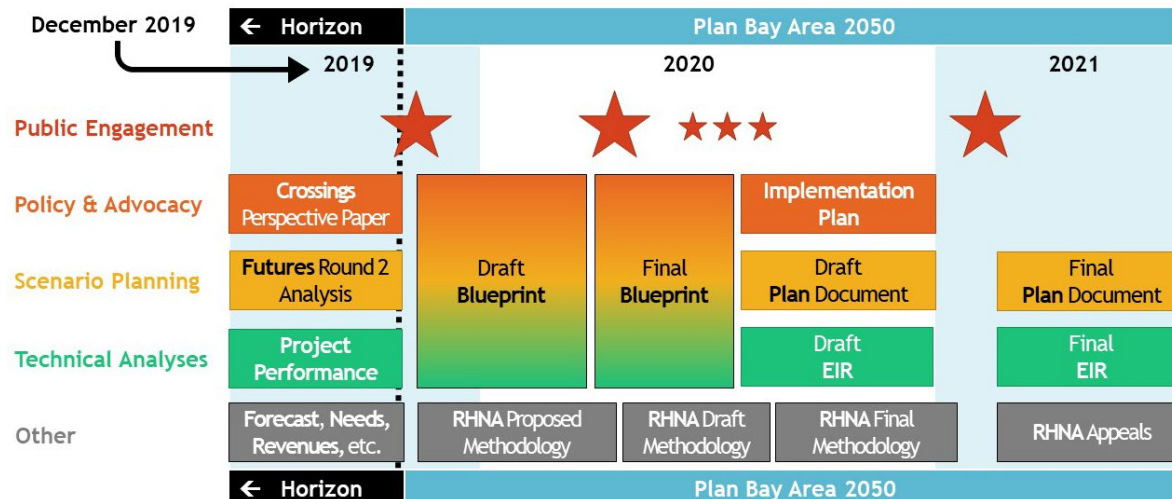 December 2019
← Horizon
Plan Bay Area 2050
2019
2020
2021
Public Engagement
Policy & Advocacy
Crossings
Perspective Paper
Implementation
Plan
Scenario Planning
Futures Round 2
Analysis
Draft
Blueprint
Final
Blueprint
Draft
Plan Document
Final
Plan Document
Technical Analyses
Project
Performance
Draft
EIR
Final
EIR
Other
Forecast, Needs,
Revenues, etc.
RHNA Proposed
Methodology
RHNA Draft
Methodology
RHNA Final
Methodology
RHNA Appeals
← Horizon
Plan Bay Area 2050